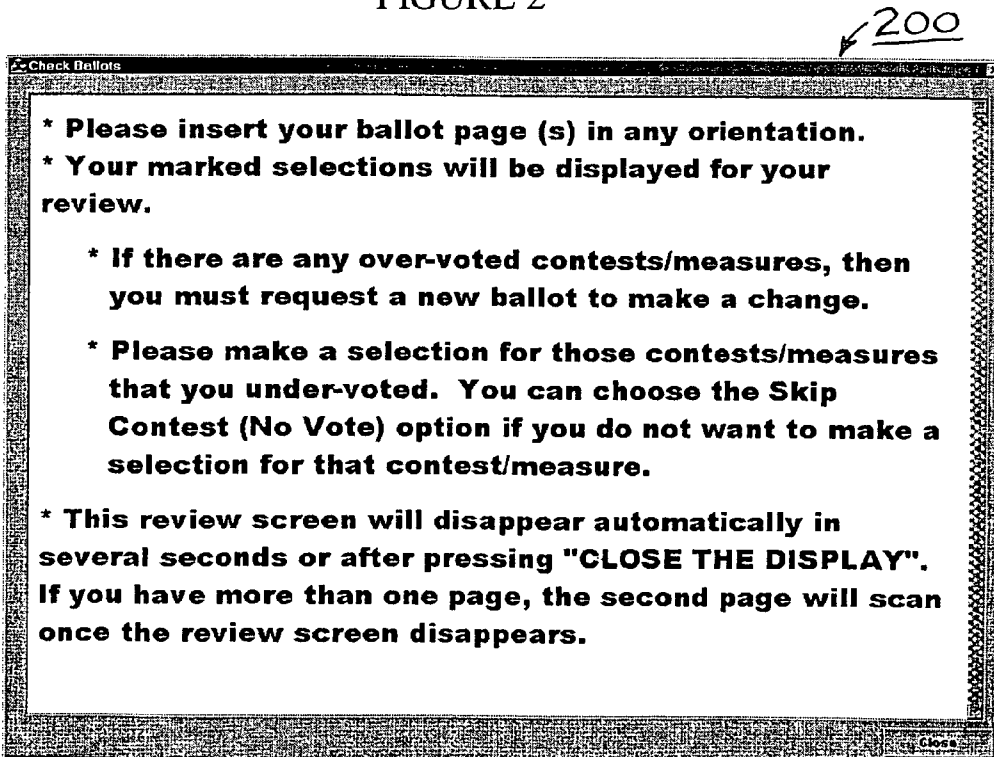 FIGURE 2
200
Check Ballots
* Please insert your ballot page (s) in any orientation.
* Your marked selections will be displayed for your
review.
* If there are any over-voted contests/measures, then
you must request a new ballot to make a change.
* Please make a selection for those contests/measures
that you under-voted.  You can choose the Skip
Contest (No Vote) option if you do not want to make a
selection for that contest/measure.
* This review screen will disappear automatically in
several seconds or after pressing "CLOSE THE DISPLAY".
If you have more than one page, the second page will scan
once the review screen disappears.
Close